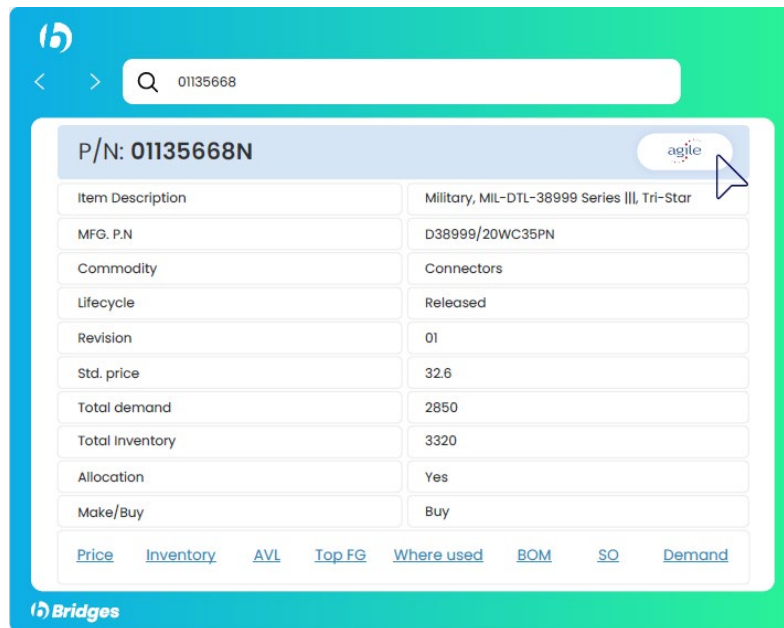 b
01135668
P/N: 01135668N
agile
Item Description Military, MIL-DTL-38999 Series |||, Tri-Star
MFG. P.N D38999/20WC35PN
Commodity Connectors
Lifecycle Released
Revision 01
Std. price 32.6
Total demand 2850
Total Inventory 3320
Allocation Yes
Make/Buy Buy
Price Inventory AVL Top FG Where used BOM SO Demand
b Bridges